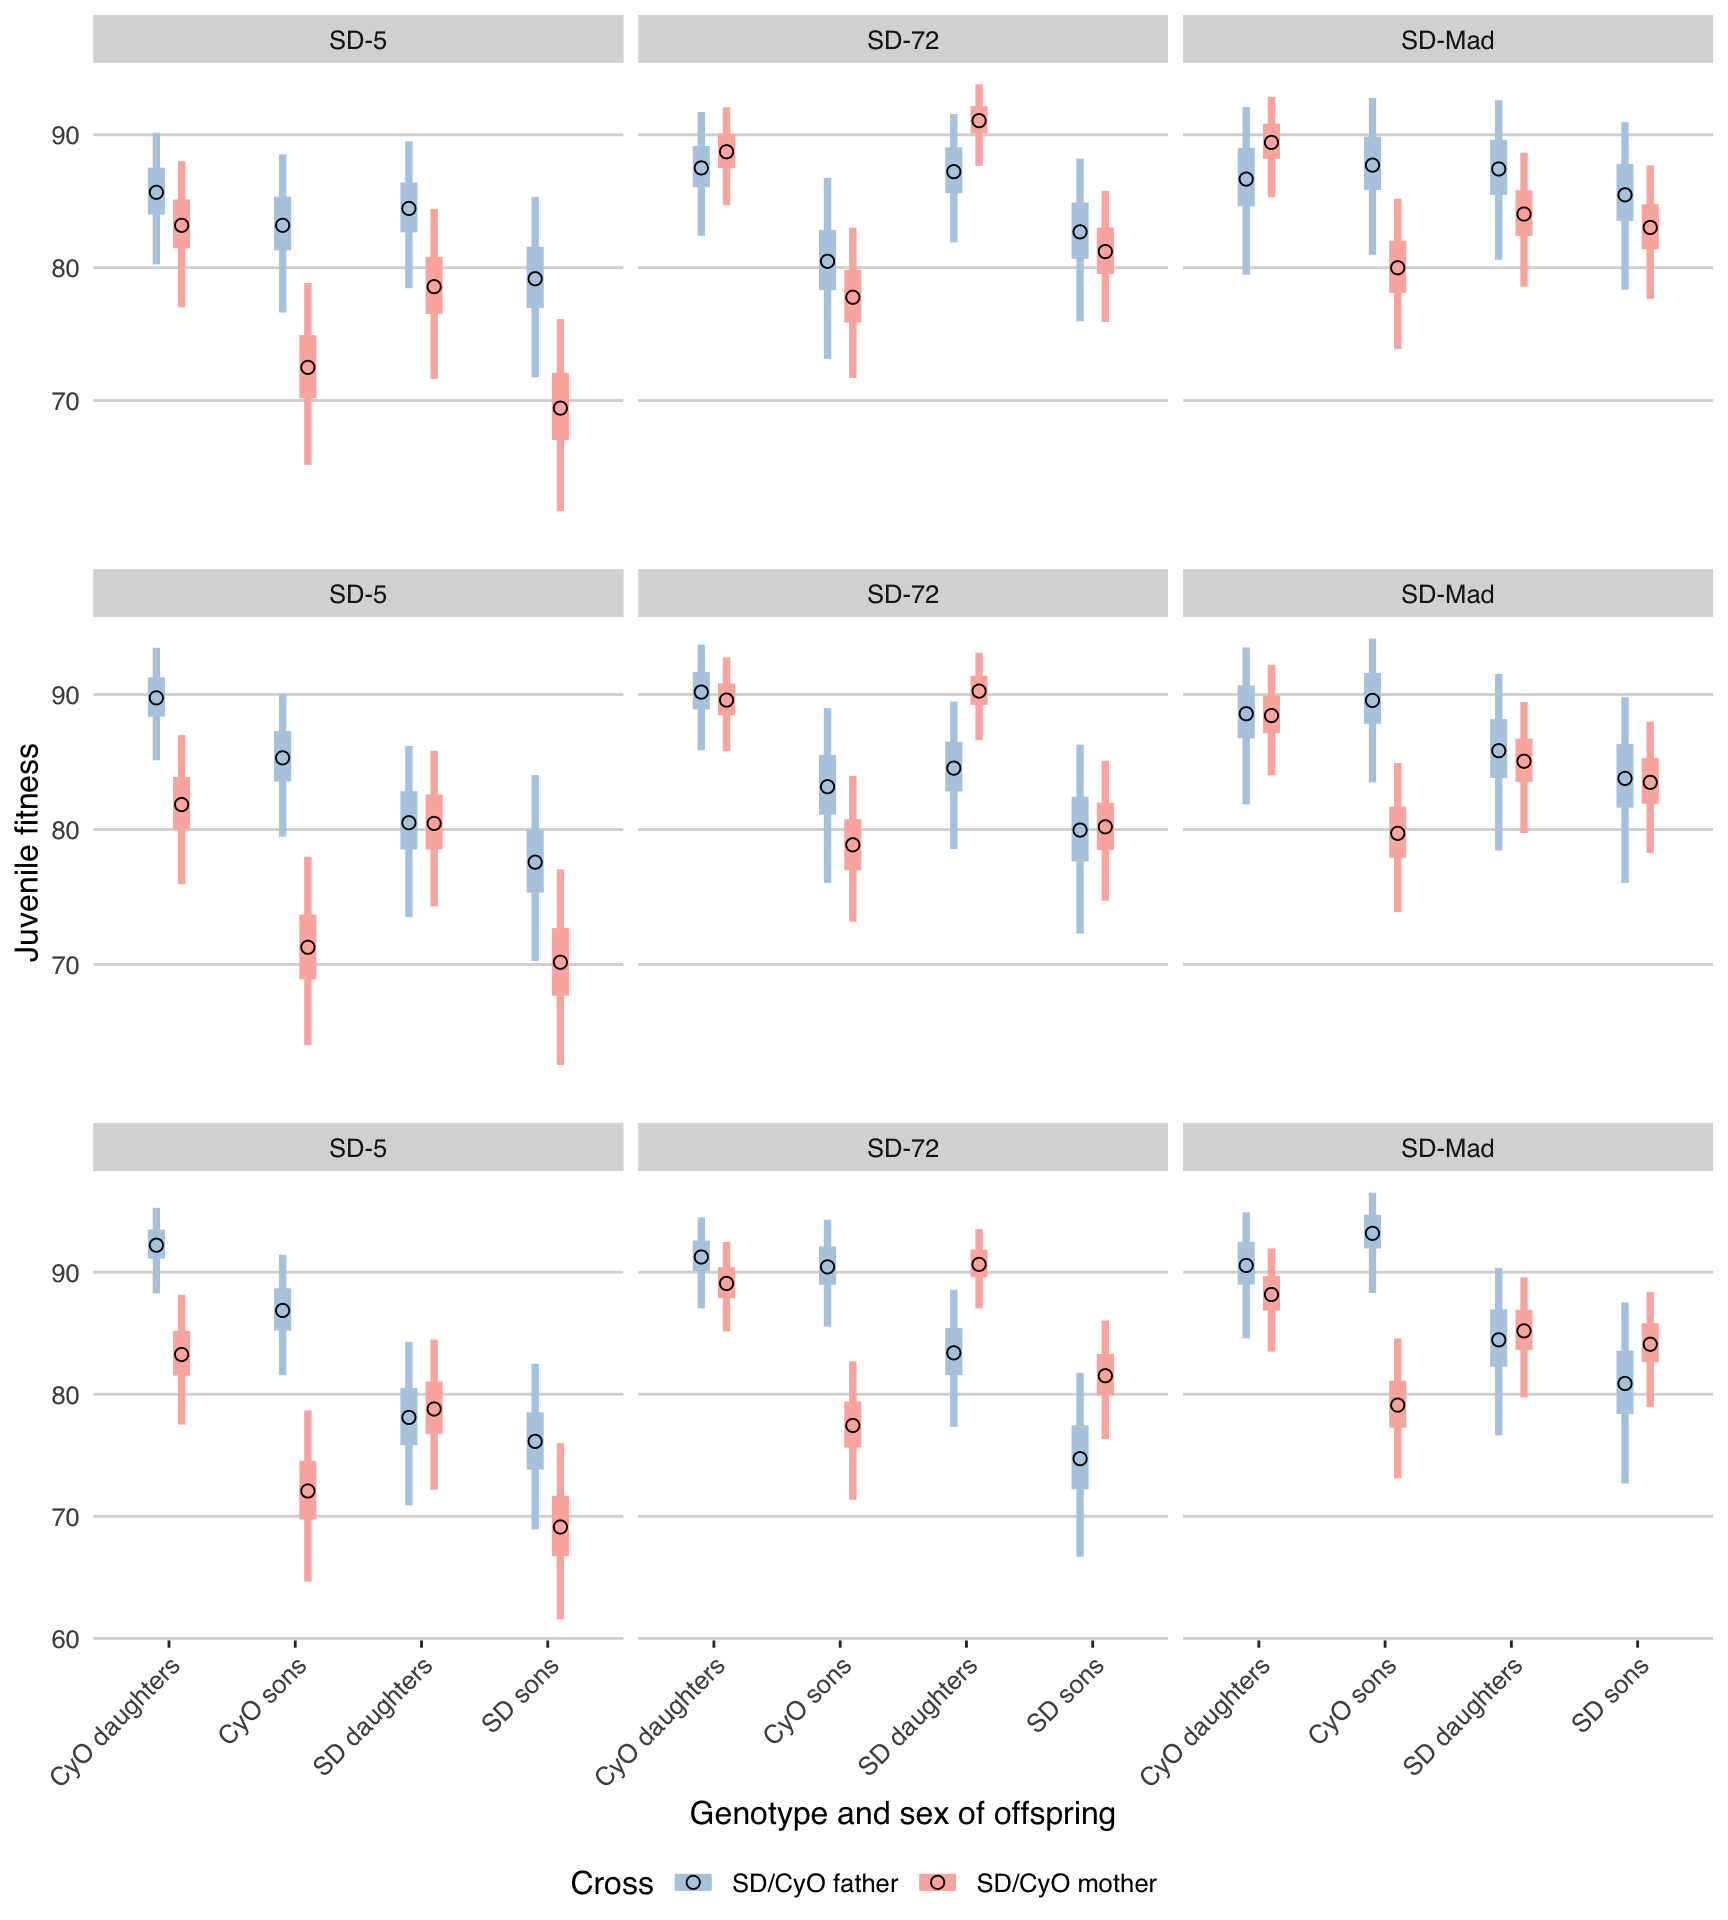 SD-5 SD-72 SD-Mad
90
80
70
SD-5 SD-72 SD-Mad
90
80
70
Juvenile fitness
SD-5 SD-72 SD-Mad
90
80
70
60
CyO daughters CyO sons SD daughters SD sons CyO daughters CyO sons SD daughters SD sons CyO daughters CyO sons SD daughters SD sons
Genotype and sex of offspring
Cross SD/CyO father SD/CyO mother